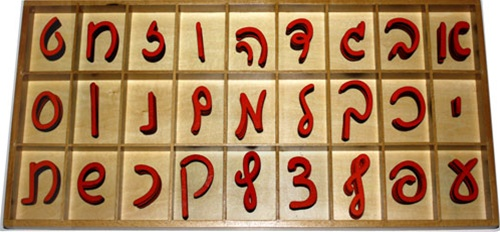 א ב ג ד ה ו ז ח ט
י כ ך ל מ ם נ ן ס
ע פ ף צ ץ ק ר ש ת